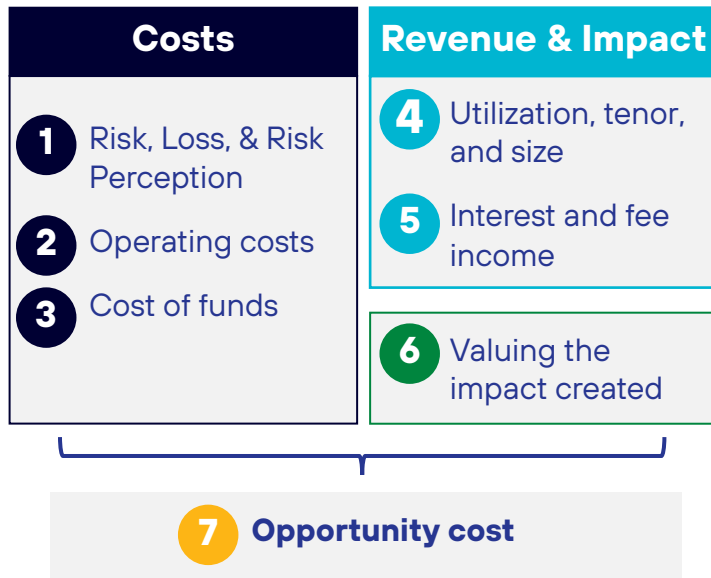 Costs
1 Risk, Loss, & Risk
Perception
2 Operating costs
3 Cost of funds
Revenue & Impact
4 Utilization, tenor,
and size
5 Interest and fee
income
6 Valuing the
impact created
7 Opportunity cost